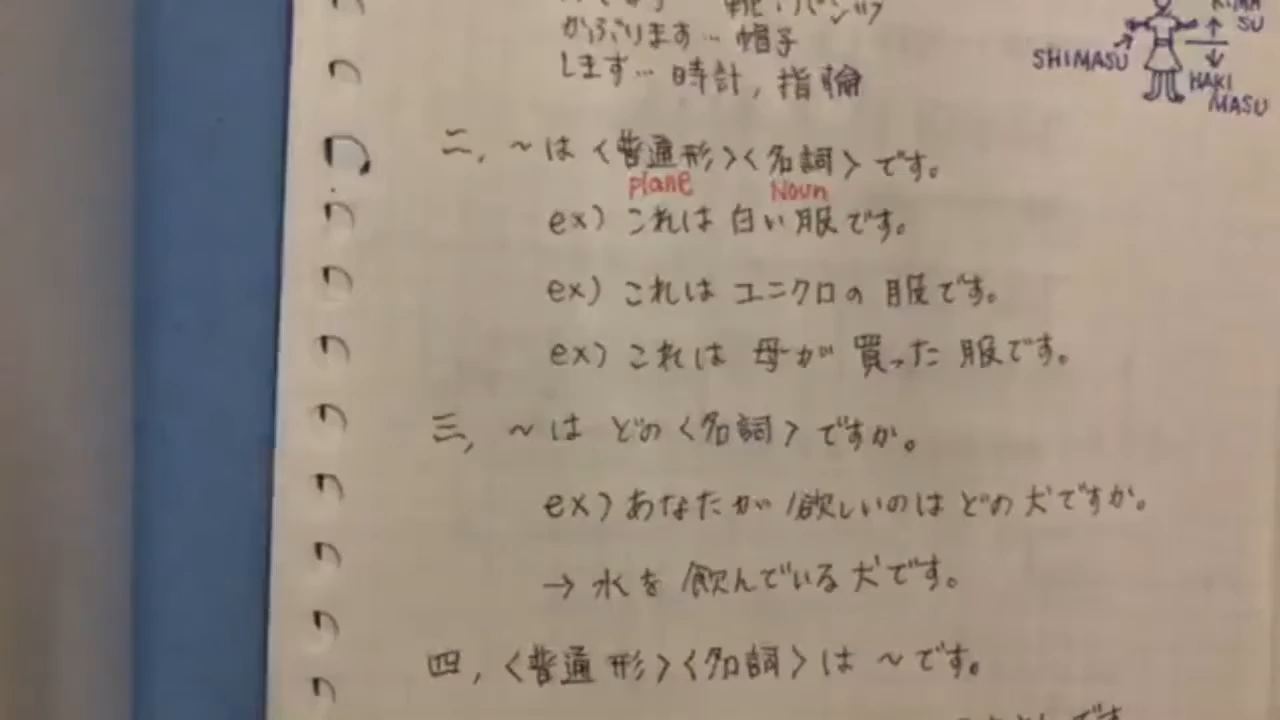 かぶります… 帽子
します… 時計, 指輪
KIMA
SU
SHIMASU
HAKI
MASU
二, ～は〈普通形〉〈名詞〉です。
plane Noun
ex) これは 白い 服です。
ex) これは ユニクロの 服です。
ex) これは 母が 買った 服です。
三, ～は どの〈名詞〉ですか。
ex) あなたが 欲しいのは どの 犬ですか。
→ 水を 飲んでいる 犬です。
四, 〈普通形〉〈名詞〉は ～です。